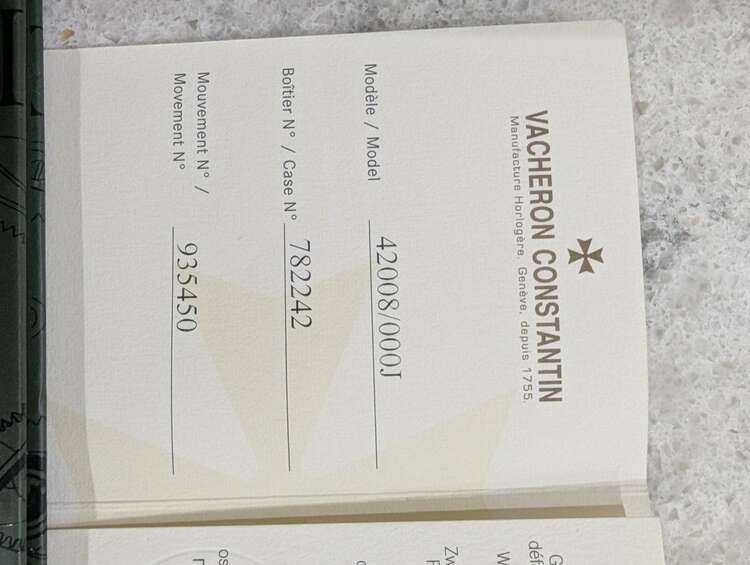 VACHERON CONSTANTIN
Manufacture Horlogère, Genève, depuis 1755.
Modèle / Model 42008/000J
Boîtier N° / Case N° 782242
Mouvement N° /
Movement N° 935450